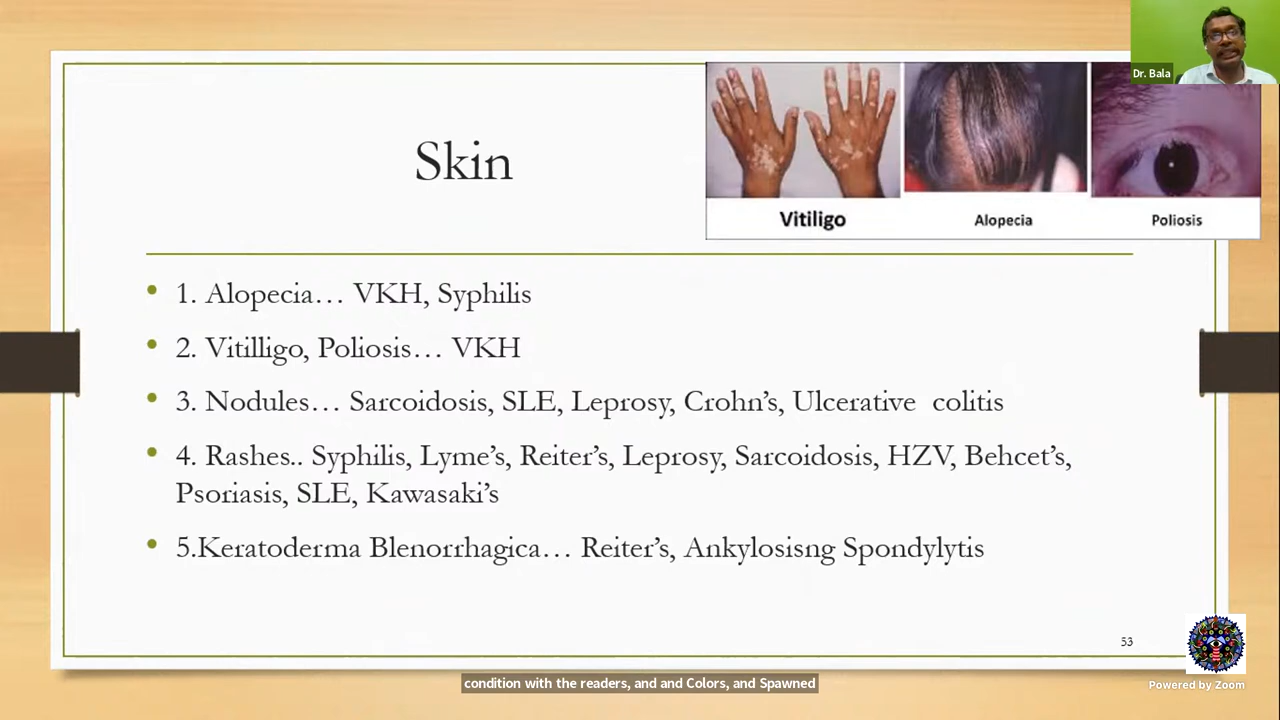 Dr. Bala
Skin
Vitiligo
Alopecia
Poliosis
• 1. Alopecia… VKH, Syphilis
• 2. Vitilligo, Poliosis… VKH
• 3. Nodules… Sarcoidosis, SLE, Leprosy, Crohn’s, Ulcerative colitis
• 4. Rashes.. Syphilis, Lyme’s, Reiter’s, Leprosy, Sarcoidosis, HZV, Behcet’s,
Psoriasis, SLE, Kawasaki’s
• 5.Keratoderma Blenorrhagica… Reiter’s, Ankylosisng Spondylytis
53
condition with the readers, and and Colors, and Spawned
Powered by Zoom